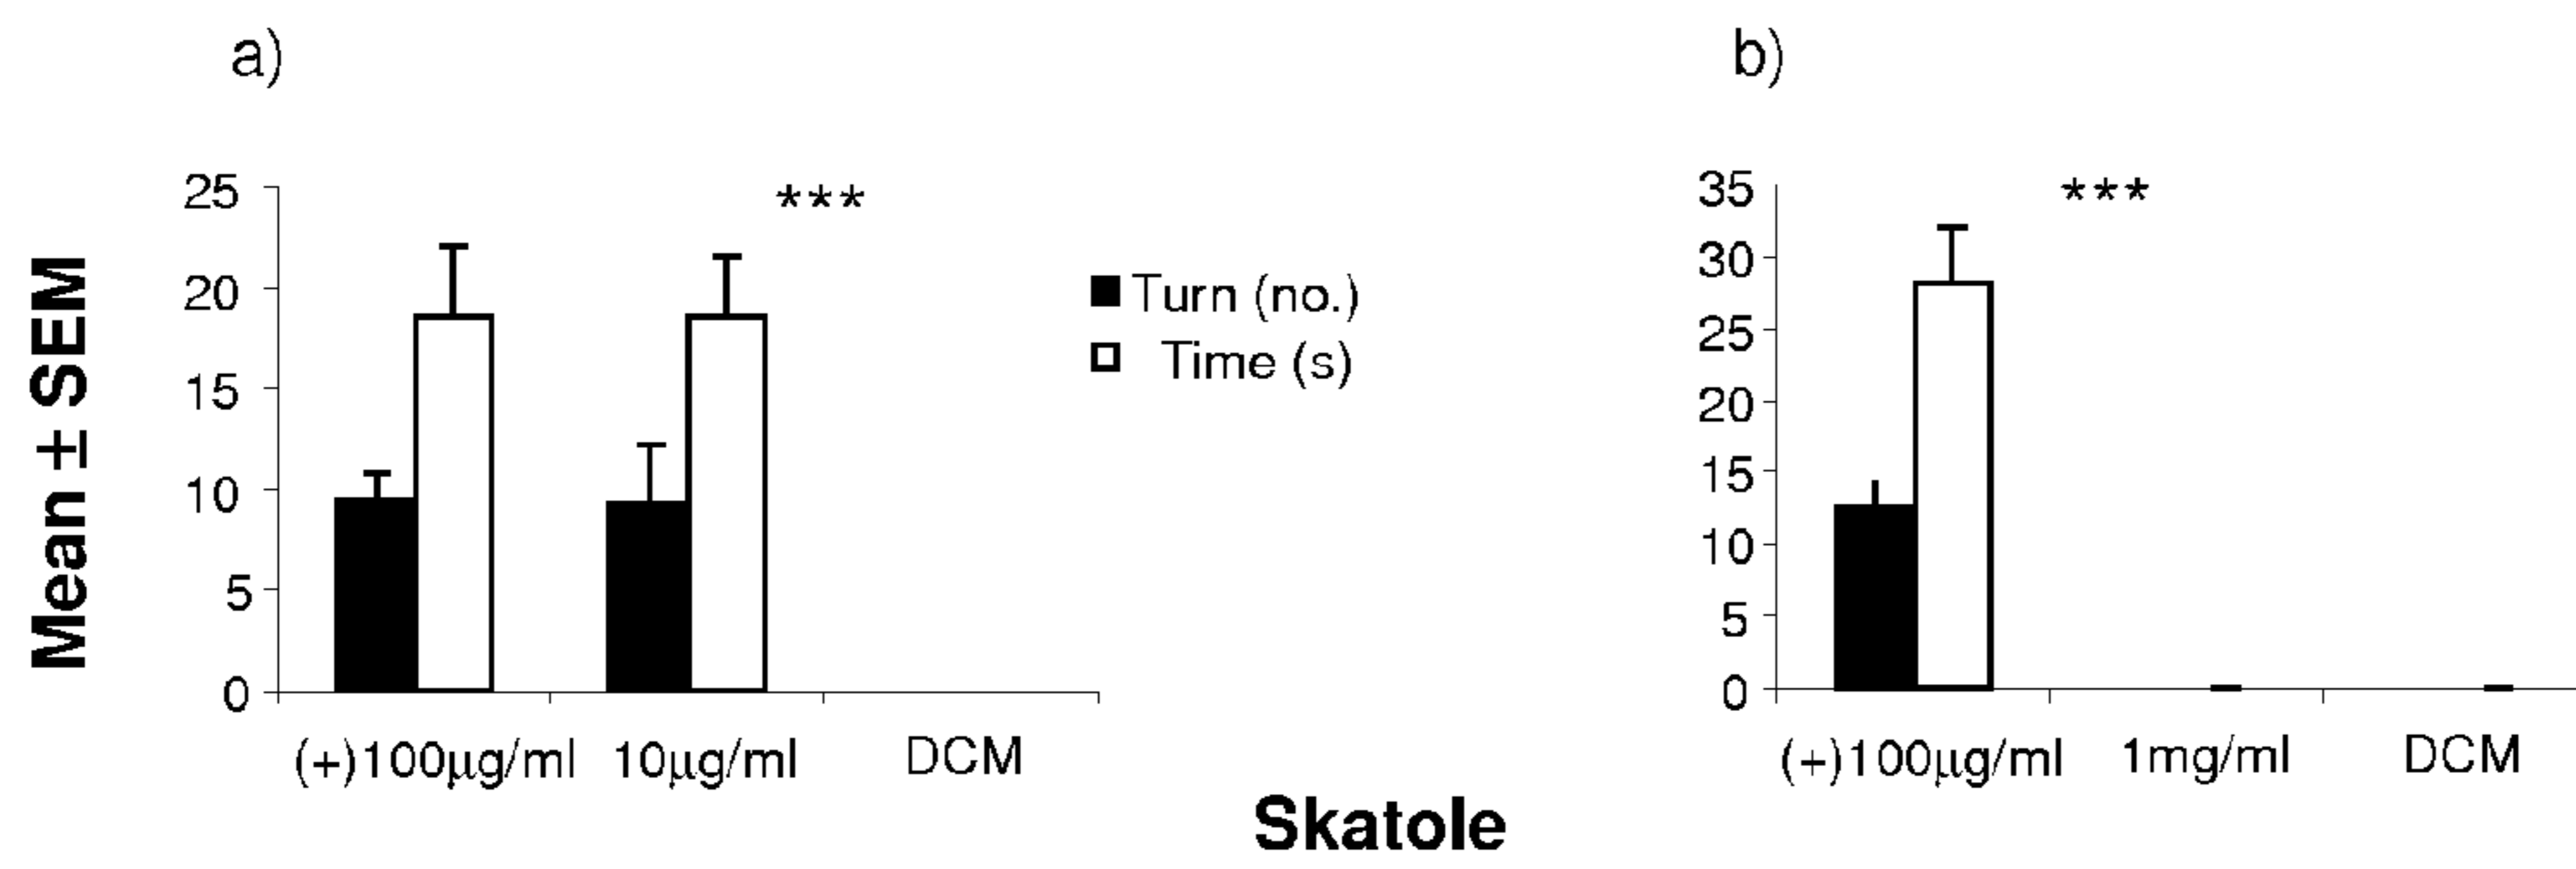 a)
b)
Mean ± SEM
25
20
15
10
5
0
***
Turn (no.)
Time (s)
(+)100µg/ml 10µg/ml DCM
35
30
25
20
15
10
5
0
***
(+)100µg/ml 1mg/ml DCM
Skatole